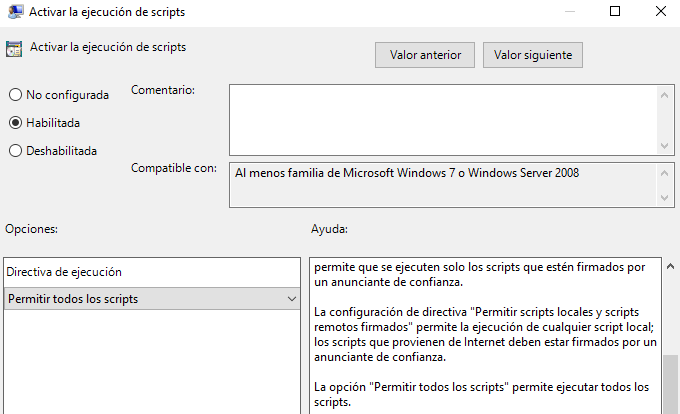 Activar la ejecución de scripts
Activar la ejecución de scripts
Valor anterior
Valor siguiente
No configurada
Comentario:
Habilitada
Deshabilitada
Compatible con:
Al menos familia de Microsoft Windows 7 o Windows Server 2008
Opciones:
Ayuda:
Directiva de ejecución
Permitir todos los scripts
permite que se ejecuten solo los scripts que estén firmados por
un anunciante de confianza.
La configuración de directiva "Permitir scripts locales y scripts
remotos firmados" permite la ejecución de cualquier script local;
los scripts que provienen de Internet deben estar firmados por un
anunciante de confianza.
La opción "Permitir todos los scripts" permite ejecutar todos los
scripts.